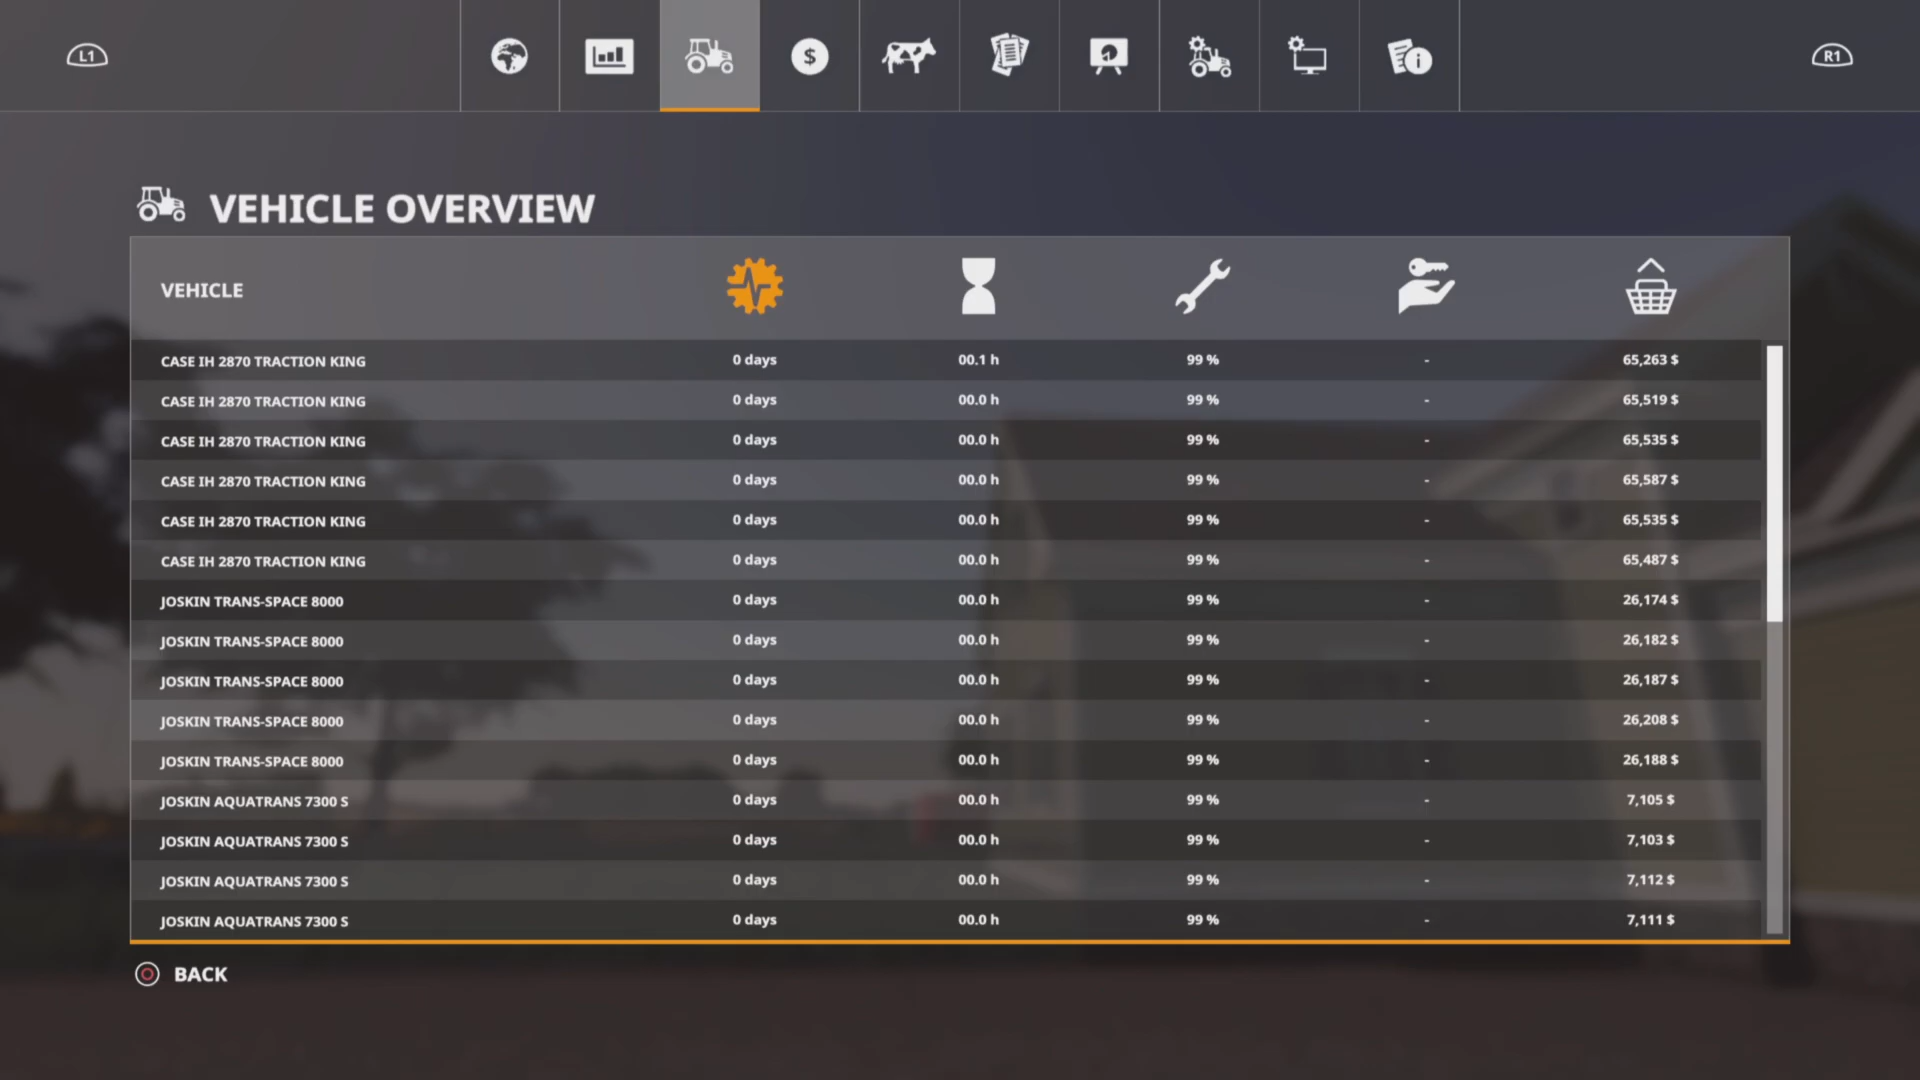 L1
$
R1
VEHICLE OVERVIEW
VEHICLE
CASE IH 2870 TRACTION KING 0 days 00.1 h 99 % - 65,263 $
CASE IH 2870 TRACTION KING 0 days 00.0 h 99 % - 65,519 $
CASE IH 2870 TRACTION KING 0 days 00.0 h 99 % - 65,535 $
CASE IH 2870 TRACTION KING 0 days 00.0 h 99 % - 65,587 $
CASE IH 2870 TRACTION KING 0 days 00.0 h 99 % - 65,535 $
CASE IH 2870 TRACTION KING 0 days 00.0 h 99 % - 65,487 $
JOSKIN TRANS-SPACE 8000 0 days 00.0 h 99 % - 26,174 $
JOSKIN TRANS-SPACE 8000 0 days 00.0 h 99 % - 26,182 $
JOSKIN TRANS-SPACE 8000 0 days 00.0 h 99 % - 26,187 $
JOSKIN TRANS-SPACE 8000 0 days 00.0 h 99 % - 26,208 $
JOSKIN TRANS-SPACE 8000 0 days 00.0 h 99 % - 26,188 $
JOSKIN AQUATRANS 7300 S 0 days 00.0 h 99 % - 7,105 $
JOSKIN AQUATRANS 7300 S 0 days 00.0 h 99 % - 7,103 $
JOSKIN AQUATRANS 7300 S 0 days 00.0 h 99 % - 7,112 $
JOSKIN AQUATRANS 7300 S 0 days 00.0 h 99 % - 7,111 $
BACK